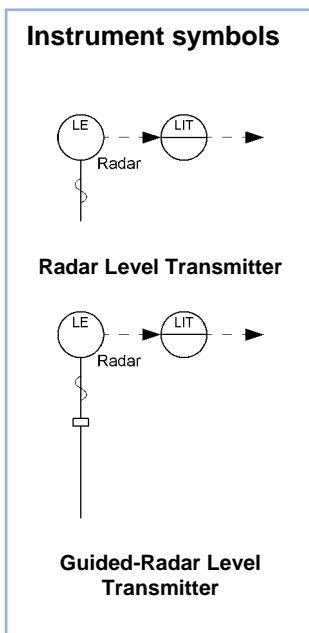 Instrument symbols
LE
LIT
Radar
Radar Level Transmitter
LE
LIT
Radar
Guided-Radar Level
Transmitter